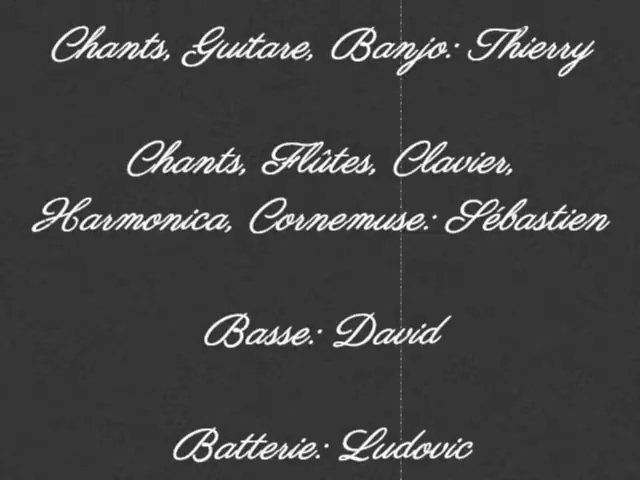 Chants, Guitare, Banjo: Thierry
Chants, Flûtes, Clavier,
Harmonica, Cornemuse: Sébastien
Basse: David
Batterie: Ludovic